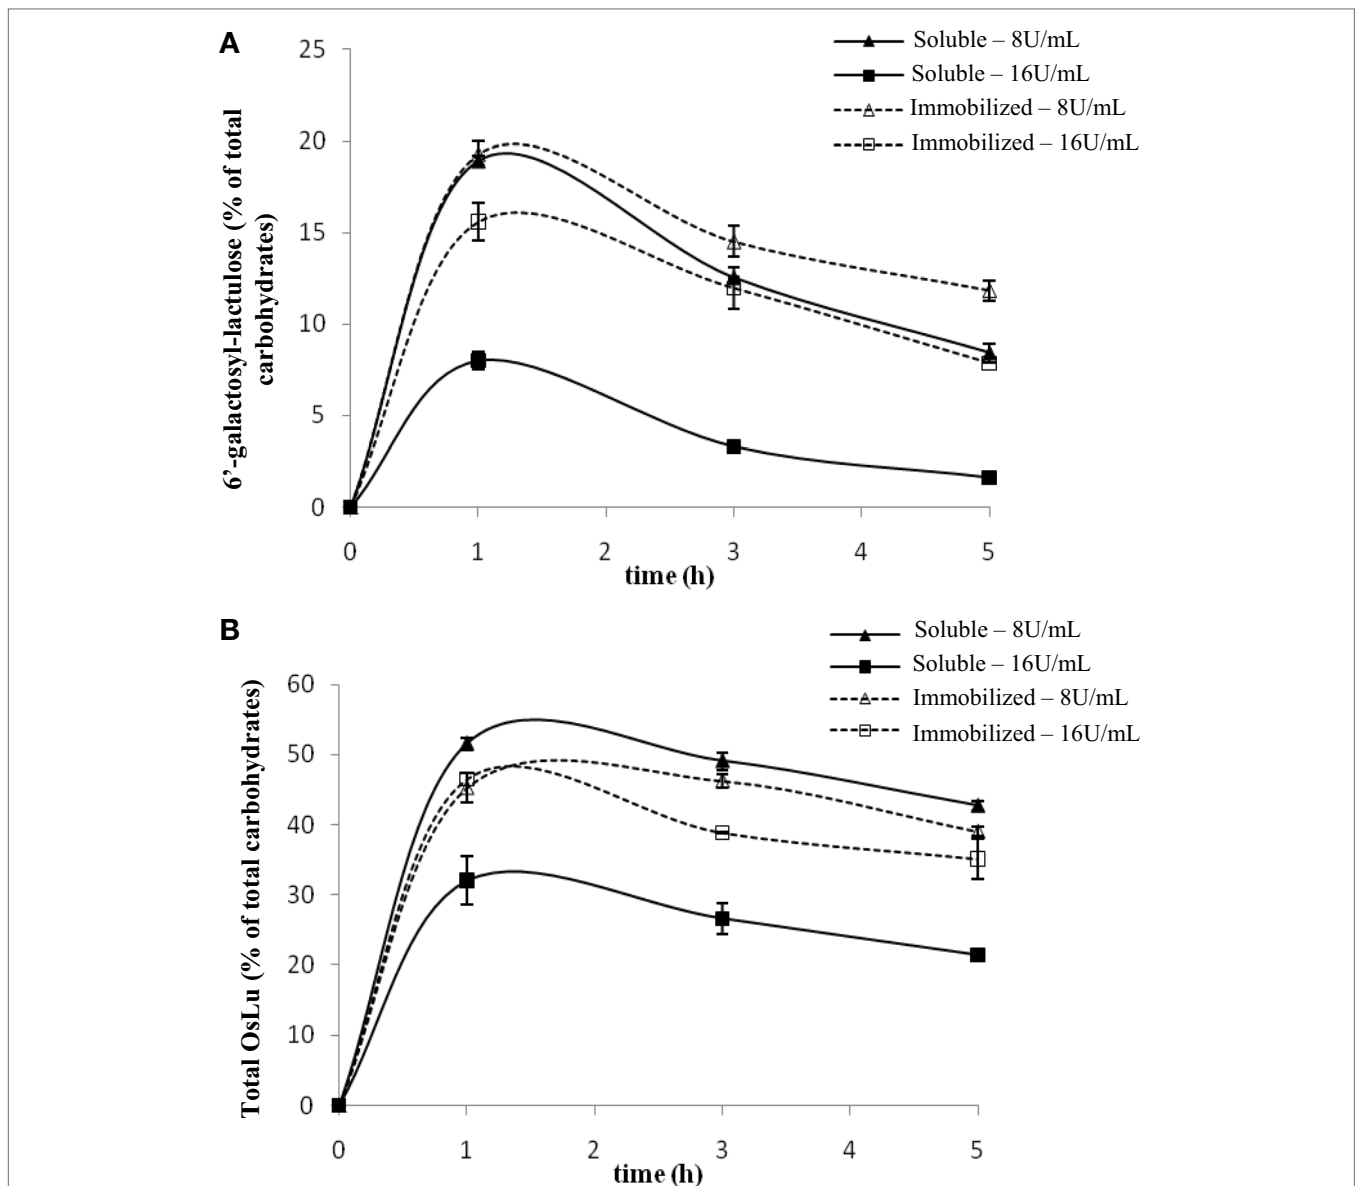 A
Soluble – 8U/mL
Soluble – 16U/mL
Immobilized – 8U/mL
Immobilized – 16U/mL
6’-galactosyl-lactulose (% of total
carbohydrates)
25
20
15
10
5
0
0 1 2 3 4 5
time (h)
B
Soluble – 8U/mL
Soluble – 16U/mL
Immobilized – 8U/mL
Immobilized – 16U/mL
Total OsLu (% of total carbohydrates)
60
50
40
30
20
10
0
0 1 2 3 4 5
time (h)